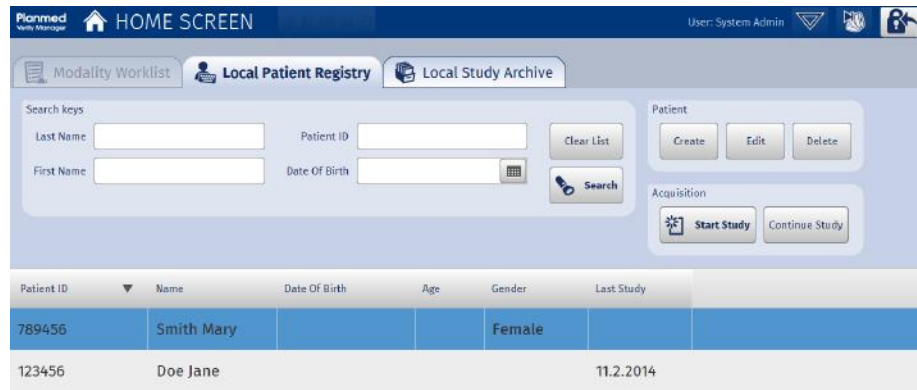 Planmed
Verity Manager
HOME SCREEN
User: System Admin
Modality Worklist
Local Patient Registry
Local Study Archive
Search keys
Last Name
Patient ID
Clear List
First Name
Date Of Birth
Search
Patient
Create
Edit
Delete
Acquisition
Start Study
Continue Study
Patient ID Name Date Of Birth Age Gender Last Study
789456 Smith Mary Female
123456 Doe Jane 11.2.2014